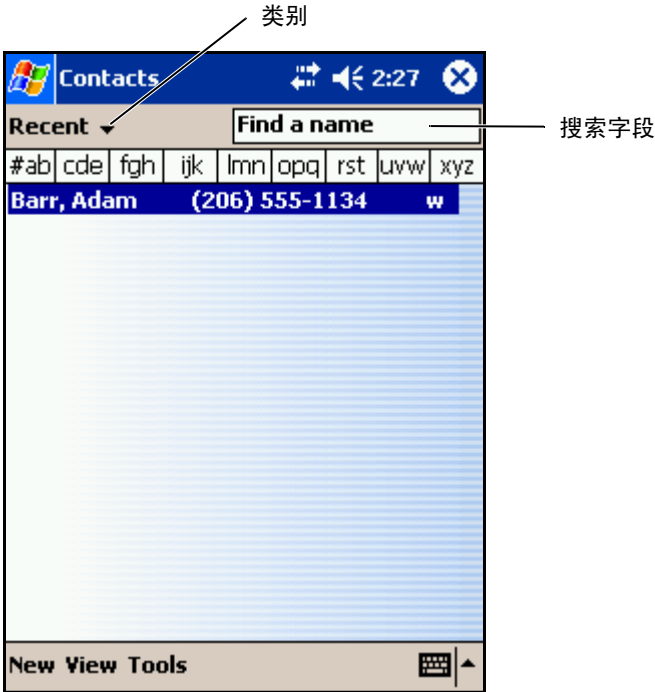 类别
Contacts 2:27
Recent Find a name
搜索字段
#ab cde fgh ijk lmn opq rst uvw xyz
Barr, Adam (206) 555-1134 w
New View Tools